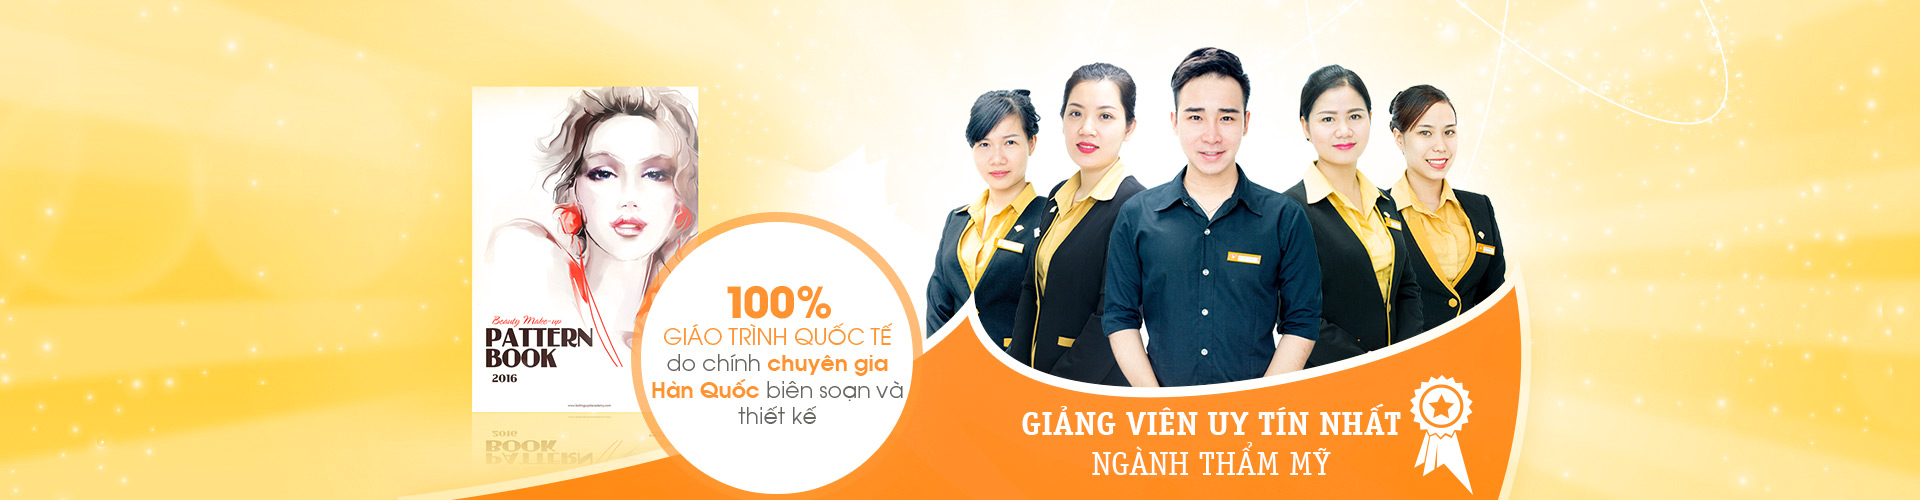 Beauty Make-up
PATTERN
BOOK
2016
100%
GIÁO TRÌNH QUỐC TẾ
do chính chuyên gia
Hàn Quốc biên soạn và
thiết kế
GIẢNG VIÊN UY TÍN NHẤT
NGÀNH THẨM MỸ